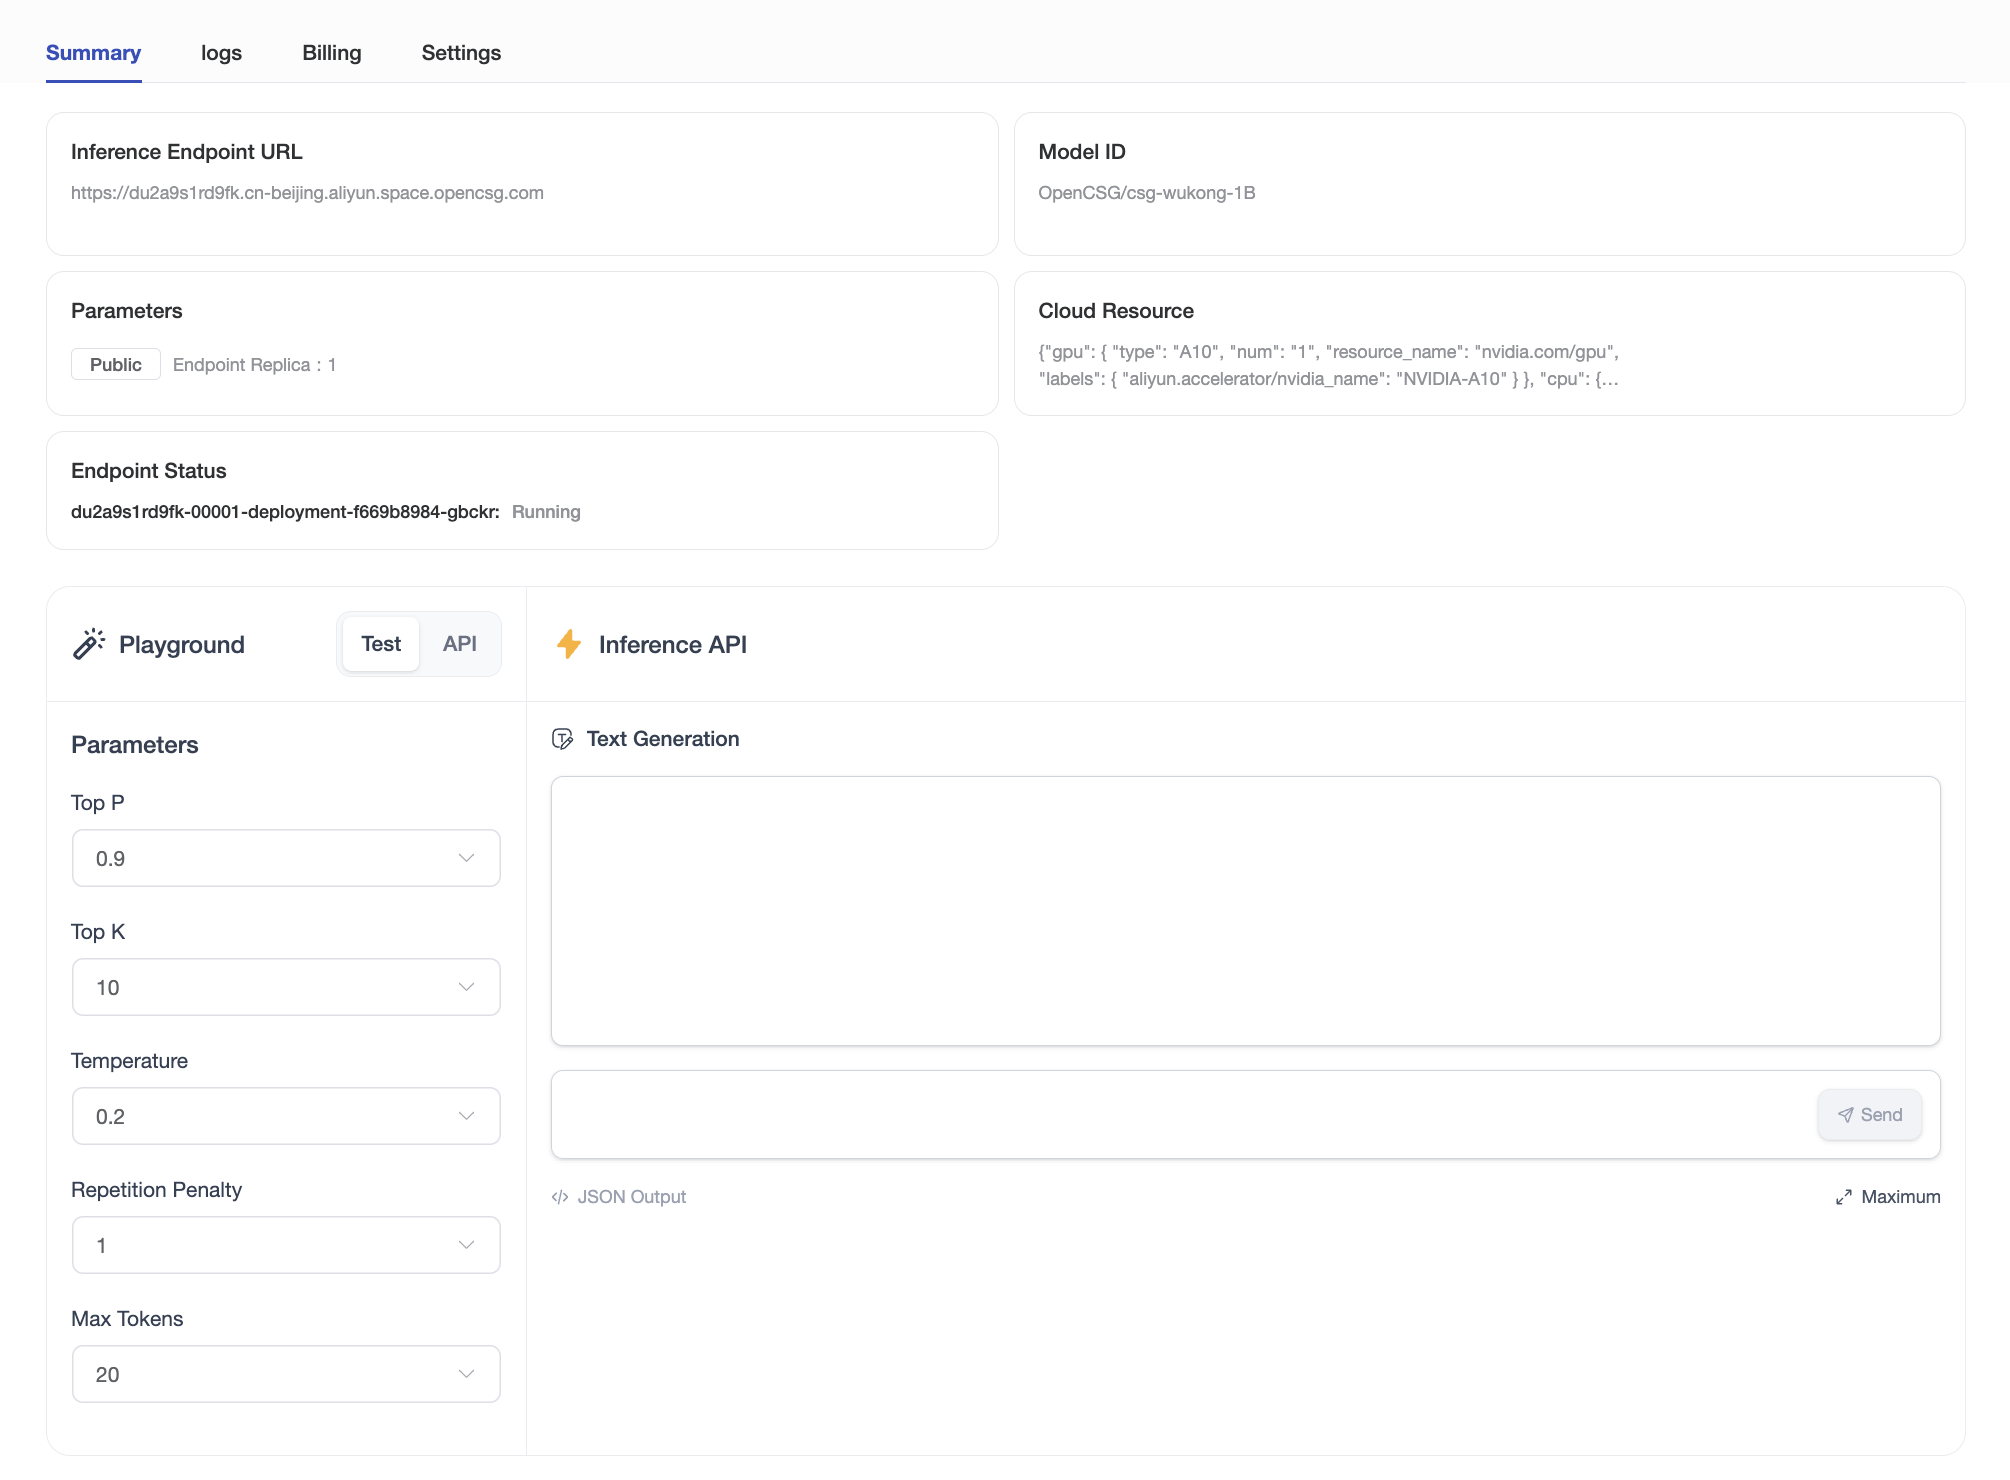 Summary logs Billing Settings
Inference Endpoint URL
https://du2a9s1rd9fk.cn-beijing.aliyun.space.opencsg.com
Model ID
OpenCSG/csg-wukong-1B
Parameters
Public Endpoint Replica : 1
Cloud Resource
{"gpu": { "type": "A10", "num": "1", "resource_name": "nvidia.com/gpu",
"labels": { "aliyun.accelerator/nvidia_name": "NVIDIA-A10" } }, "cpu": {...
Endpoint Status
du2a9s1rd9fk-00001-deployment-f669b8984-gbckr: Running
Playground Test API
Inference API
Parameters
Top P
0.9
Top K
10
Temperature
0.2
Repetition Penalty
1
Max Tokens
20
Text Generation
Send
JSON Output
Maximum